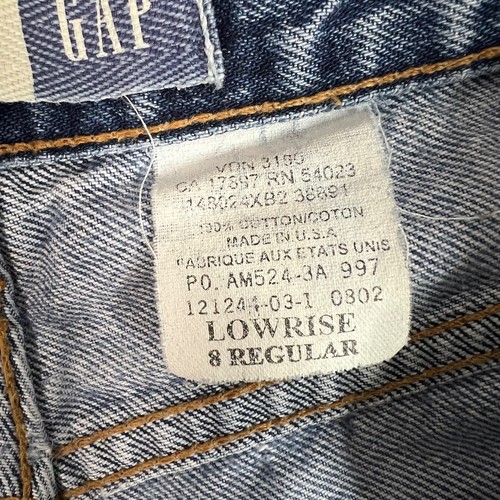 GAP
VDN 3190
CA 17897 RN 54023
148024XB2 38891
100% COTTON/COTON
MADE IN U.S.A
FABRIQUE AUX ETATS UNIS
PO. AM524-3A 997
121244-03-1 0802
LOWRISE
8 REGULAR